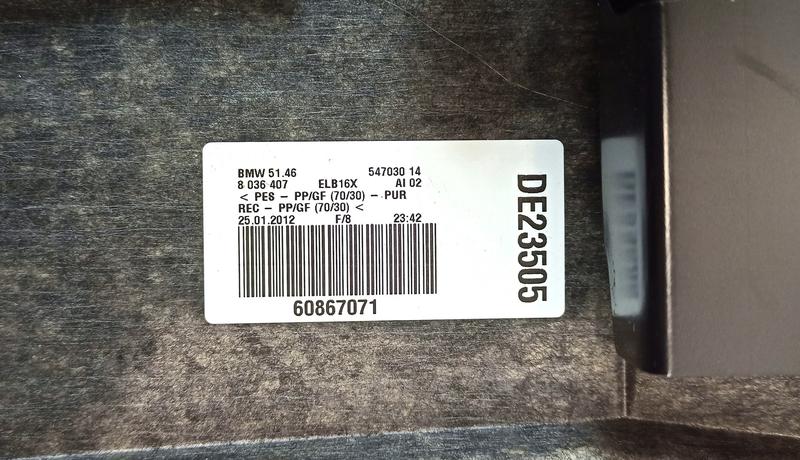 BMW 51.46 547030 14
8 036 407 ELB16X AI 02
< PES – PP/GF (70/30) – PUR
REC – PP/GF (70/30) <
25.01.2012 F/8 23:42
60867071
DE23505